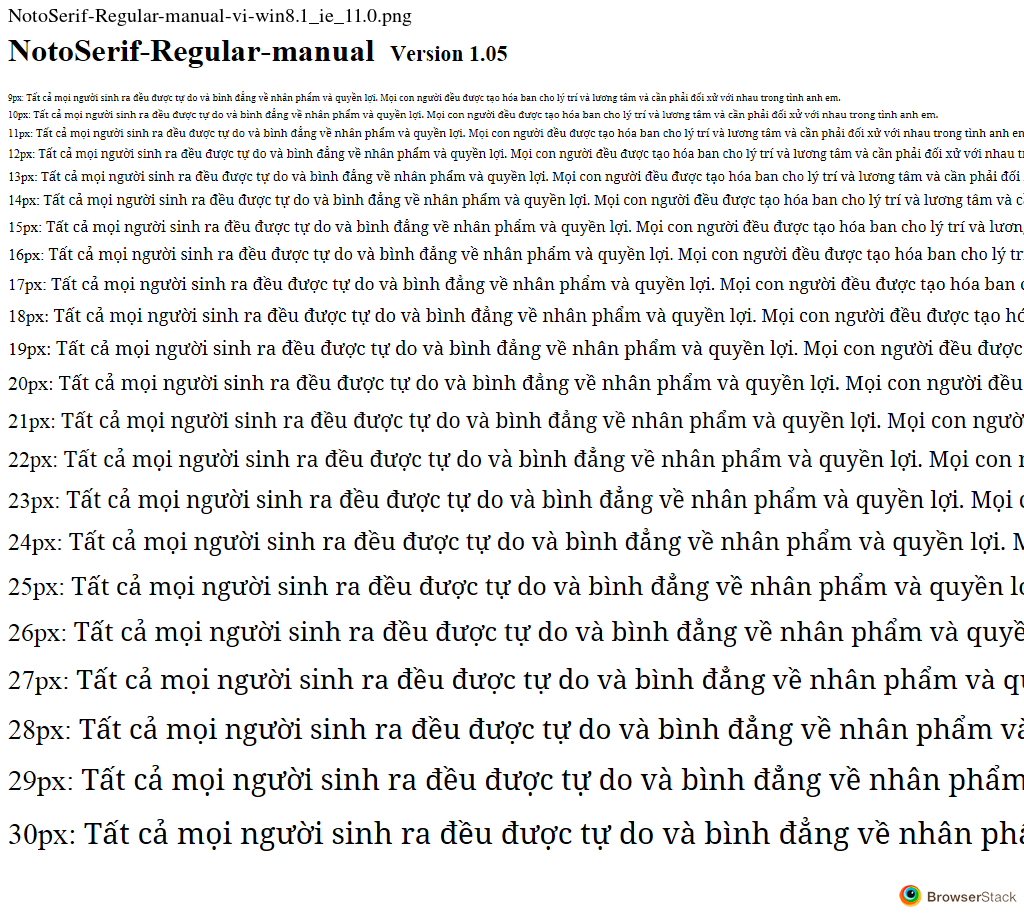 NotoSerif-Regular-manual-vi-win8.1_ie_11.0.png
NotoSerif-Regular-manual Version 1.05
9px: Tất cả mọi người sinh ra đều được tự do và bình đẳng về nhân phẩm và quyền lợi. Mọi con người đều được tạo hóa ban cho lý trí và lương tâm và cần phải đối xử với nhau trong tình anh em.
10px: Tất cả mọi người sinh ra đều được tự do và bình đẳng về nhân phẩm và quyền lợi. Mọi con người đều được tạo hóa ban cho lý trí và lương tâm và cần phải đối xử với nhau trong tình anh em.
11px: Tất cả mọi người sinh ra đều được tự do và bình đẳng về nhân phẩm và quyền lợi. Mọi con người đều được tạo hóa ban cho lý trí và lương tâm và cần phải đối xử với nhau trong tình anh em
12px: Tất cả mọi người sinh ra đều được tự do và bình đẳng về nhân phẩm và quyền lợi. Mọi con người đều được tạo hóa ban cho lý trí và lương tâm và cần phải đối xử với nhau t
13px: Tất cả mọi người sinh ra đều được tự do và bình đẳng về nhân phẩm và quyền lợi. Mọi con người đều được tạo hóa ban cho lý trí và lương tâm và cần phải đối
14px: Tất cả mọi người sinh ra đều được tự do và bình đẳng về nhân phẩm và quyền lợi. Mọi con người đều được tạo hóa ban cho lý trí và lương tâm và c
15px: Tất cả mọi người sinh ra đều được tự do và bình đẳng về nhân phẩm và quyền lợi. Mọi con người đều được tạo hóa ban cho lý trí và lươn
16px: Tất cả mọi người sinh ra đều được tự do và bình đẳng về nhân phẩm và quyền lợi. Mọi con người đều được tạo hóa ban cho lý tr
17px: Tất cả mọi người sinh ra đều được tự do và bình đẳng về nhân phẩm và quyền lợi. Mọi con người đều được tạo hóa ban c
18px: Tất cả mọi người sinh ra đều được tự do và bình đẳng về nhân phẩm và quyền lợi. Mọi con người đều được tạo hó
19px: Tất cả mọi người sinh ra đều được tự do và bình đẳng về nhân phẩm và quyền lợi. Mọi con người đều được
20px: Tất cả mọi người sinh ra đều được tự do và bình đẳng về nhân phẩm và quyền lợi. Mọi con người đều
21px: Tất cả mọi người sinh ra đều được tự do và bình đẳng về nhân phẩm và quyền lợi. Mọi con ngườ
22px: Tất cả mọi người sinh ra đều được tự do và bình đẳng về nhân phẩm và quyền lợi. Mọi con
23px: Tất cả mọi người sinh ra đều được tự do và bình đẳng về nhân phẩm và quyền lợi. Mọi c
24px: Tất cả mọi người sinh ra đều được tự do và bình đẳng về nhân phẩm và quyền lợi. M
25px: Tất cả mọi người sinh ra đều được tự do và bình đẳng về nhân phẩm và quyền l
26px: Tất cả mọi người sinh ra đều được tự do và bình đẳng về nhân phẩm và quyề
27px: Tất cả mọi người sinh ra đều được tự do và bình đẳng về nhân phẩm và q
28px: Tất cả mọi người sinh ra đều được tự do và bình đẳng về nhân phẩm và
29px: Tất cả mọi người sinh ra đều được tự do và bình đẳng về nhân phẩm
30px: Tất cả mọi người sinh ra đều được tự do và bình đẳng về nhân phẩ
BrowserStack